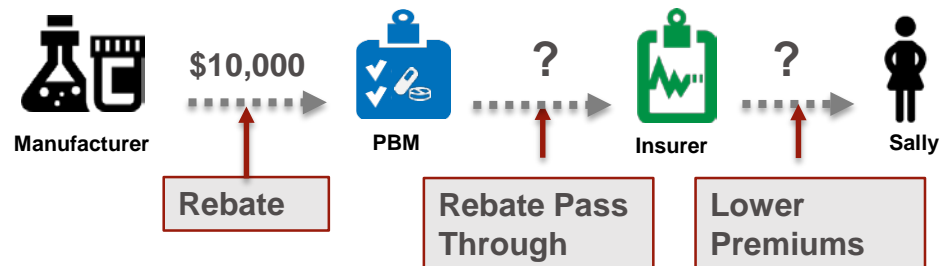 $10,000
?
?
Manufacturer
PBM
Insurer
Sally
Rebate
Rebate Pass
Through
Lower
Premiums